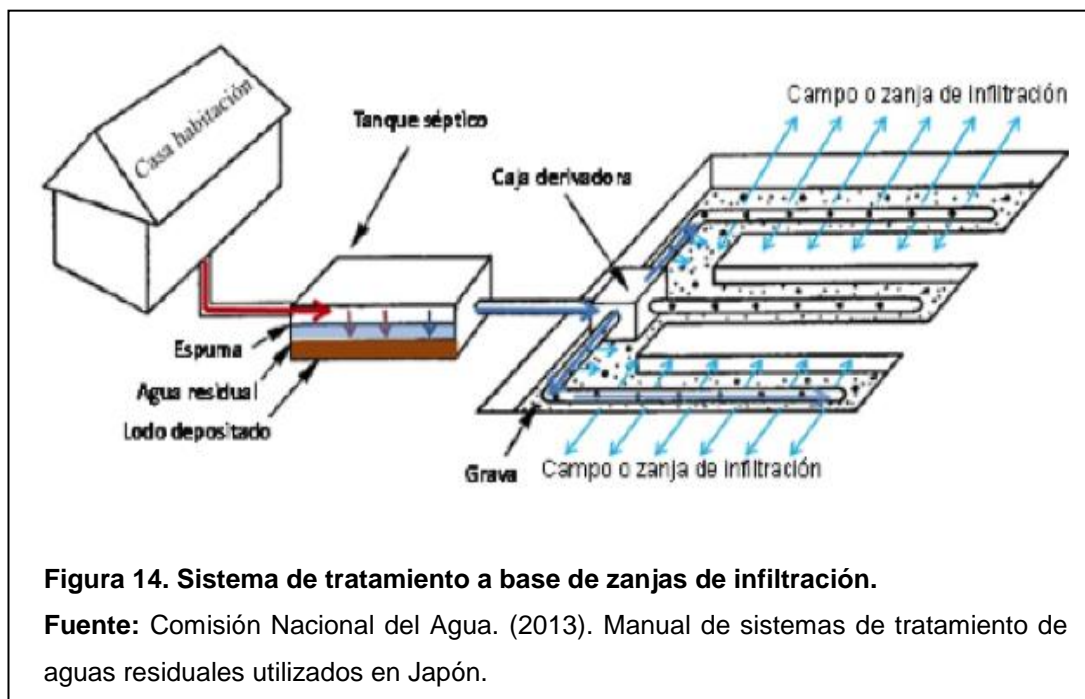 Casa habitación
Tanque séptico
Caja derivadora
Campo o zanja de infiltración
Espuma
Agua residual
Lodo depositado
Grava
Campo o zanja de infiltración
Figura 14. Sistema de tratamiento a base de zanjas de infiltración.
Fuente: Comisión Nacional del Agua. (2013). Manual de sistemas de tratamiento de
aguas residuales utilizados en Japón.